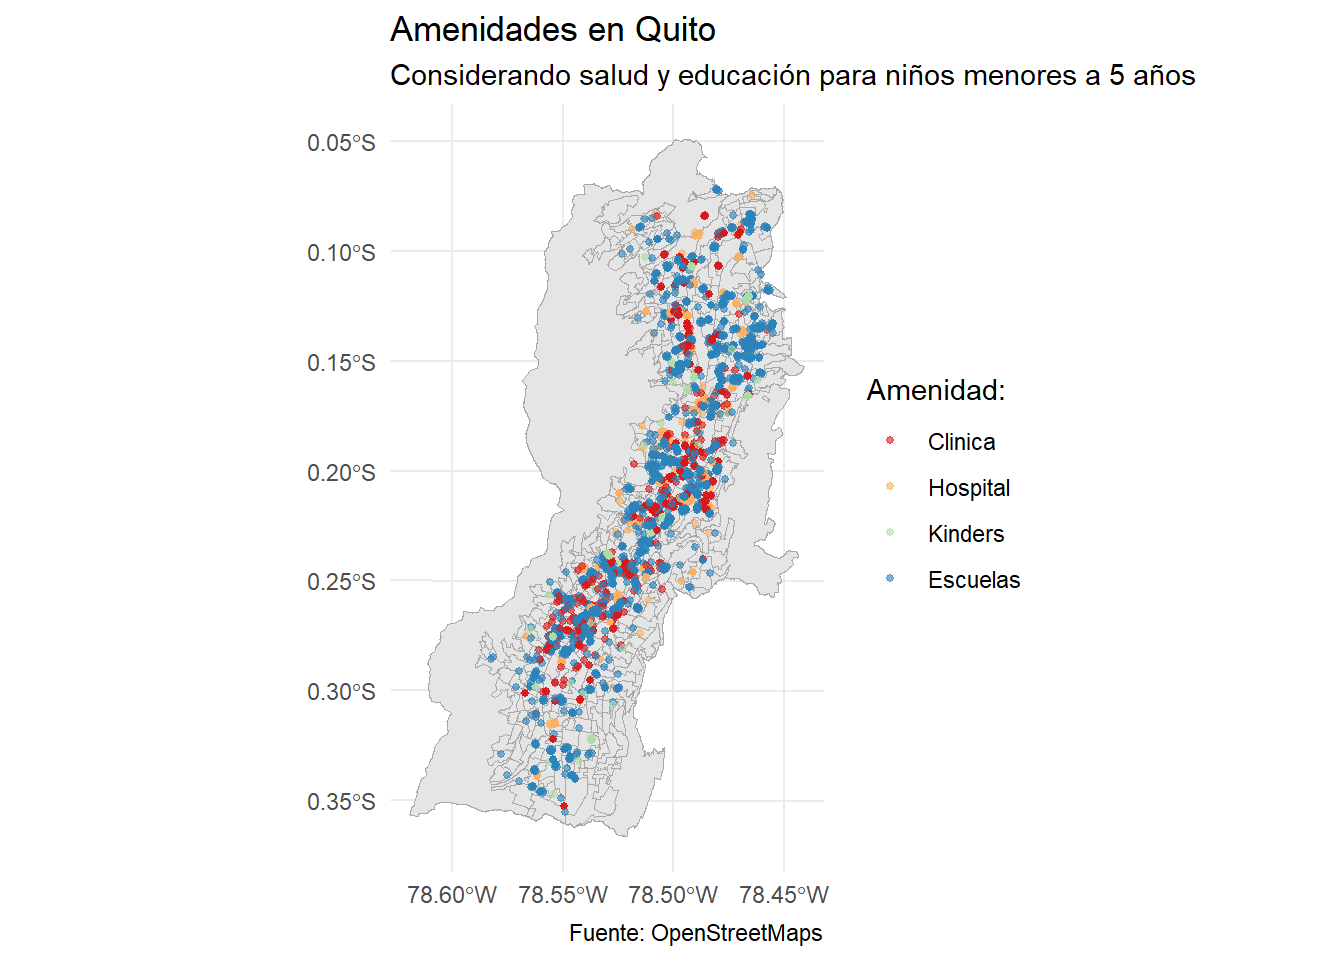 Amenidades en Quito
Considerando salud y educación para niños menores a 5 años
0.05°S
0.10°S
0.15°S
0.20°S
0.25°S
0.30°S
0.35°S
78.60°W 78.55°W 78.50°W 78.45°W
Amenidad:
Clinica
Hospital
Kinders
Escuelas
Fuente: OpenStreetMaps